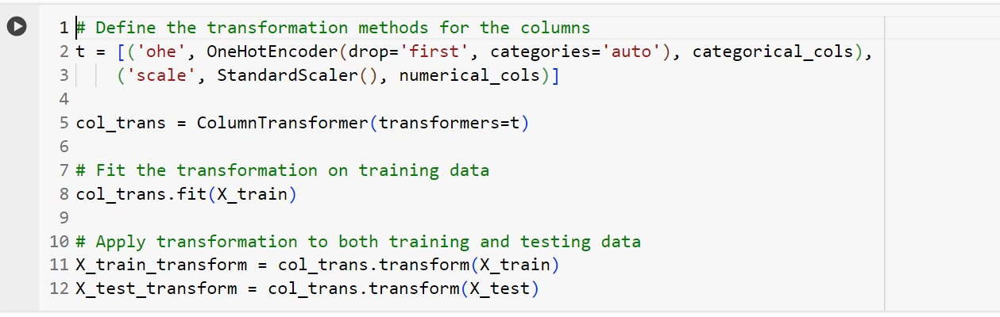 1 # Define the transformation methods for the columns
2 t = [('ohe', OneHotEncoder(drop='first', categories='auto'), categorical_cols),
3     ('scale', StandardScaler(), numerical_cols)]
4
5 col_trans = ColumnTransformer(transformers=t)
6
7 # Fit the transformation on training data
8 col_trans.fit(X_train)
9
10 # Apply transformation to both training and testing data
11 X_train_transform = col_trans.transform(X_train)
12 X_test_transform = col_trans.transform(X_test)